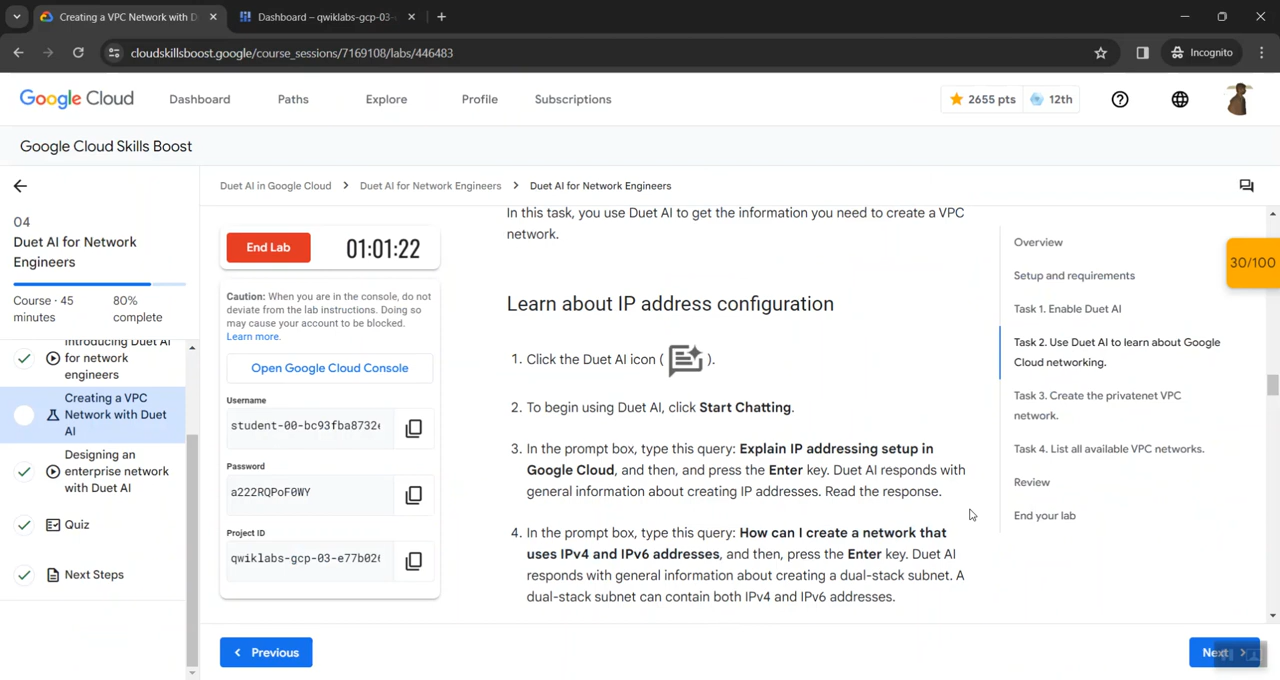 Creating a VPC Network with D
Dashboard – qwiklabs-gcp-03-
cloudskillsboost.google/course_sessions/7169108/labs/446483
Incognito
Google Cloud
Dashboard
Paths
Explore
Profile
Subscriptions
2655 pts
12th
Google Cloud Skills Boost
04
Duet AI for Network
Engineers
Course · 45
minutes
80%
complete
Introducing Duet AI
for network
engineers
Creating a VPC
Network with Duet
AI
Designing an
enterprise network
with Duet AI
Quiz
Next Steps
Duet AI in Google Cloud > Duet AI for Network Engineers > Duet AI for Network Engineers
End Lab
01:01:22
Caution: When you are in the console, do not
deviate from the lab instructions. Doing so
may cause your account to be blocked.
Learn more.
Open Google Cloud Console
Username
student-00-bc93fba8732
Password
a222RQPoF0WY
Project ID
qwiklabs-gcp-03-e77b02
In this task, you use Duet AI to get the information you need to create a VPC
network.
Learn about IP address configuration
1. Click the Duet AI icon ( ).
2. To begin using Duet AI, click Start Chatting.
3. In the prompt box, type this query: Explain IP addressing setup in
Google Cloud, and then, and press the Enter key. Duet AI responds with
general information about creating IP addresses. Read the response.
4. In the prompt box, type this query: How can I create a network that
uses IPv4 and IPv6 addresses, and then, press the Enter key. Duet AI
responds with general information about creating a dual-stack subnet. A
dual-stack subnet can contain both IPv4 and IPv6 addresses.
Overview
Setup and requirements
Task 1. Enable Duet AI
Task 2. Use Duet AI to learn about Google
Cloud networking.
Task 3. Create the privatenet VPC
network.
Task 4. List all available VPC networks.
Review
End your lab
30/100
Previous
Next